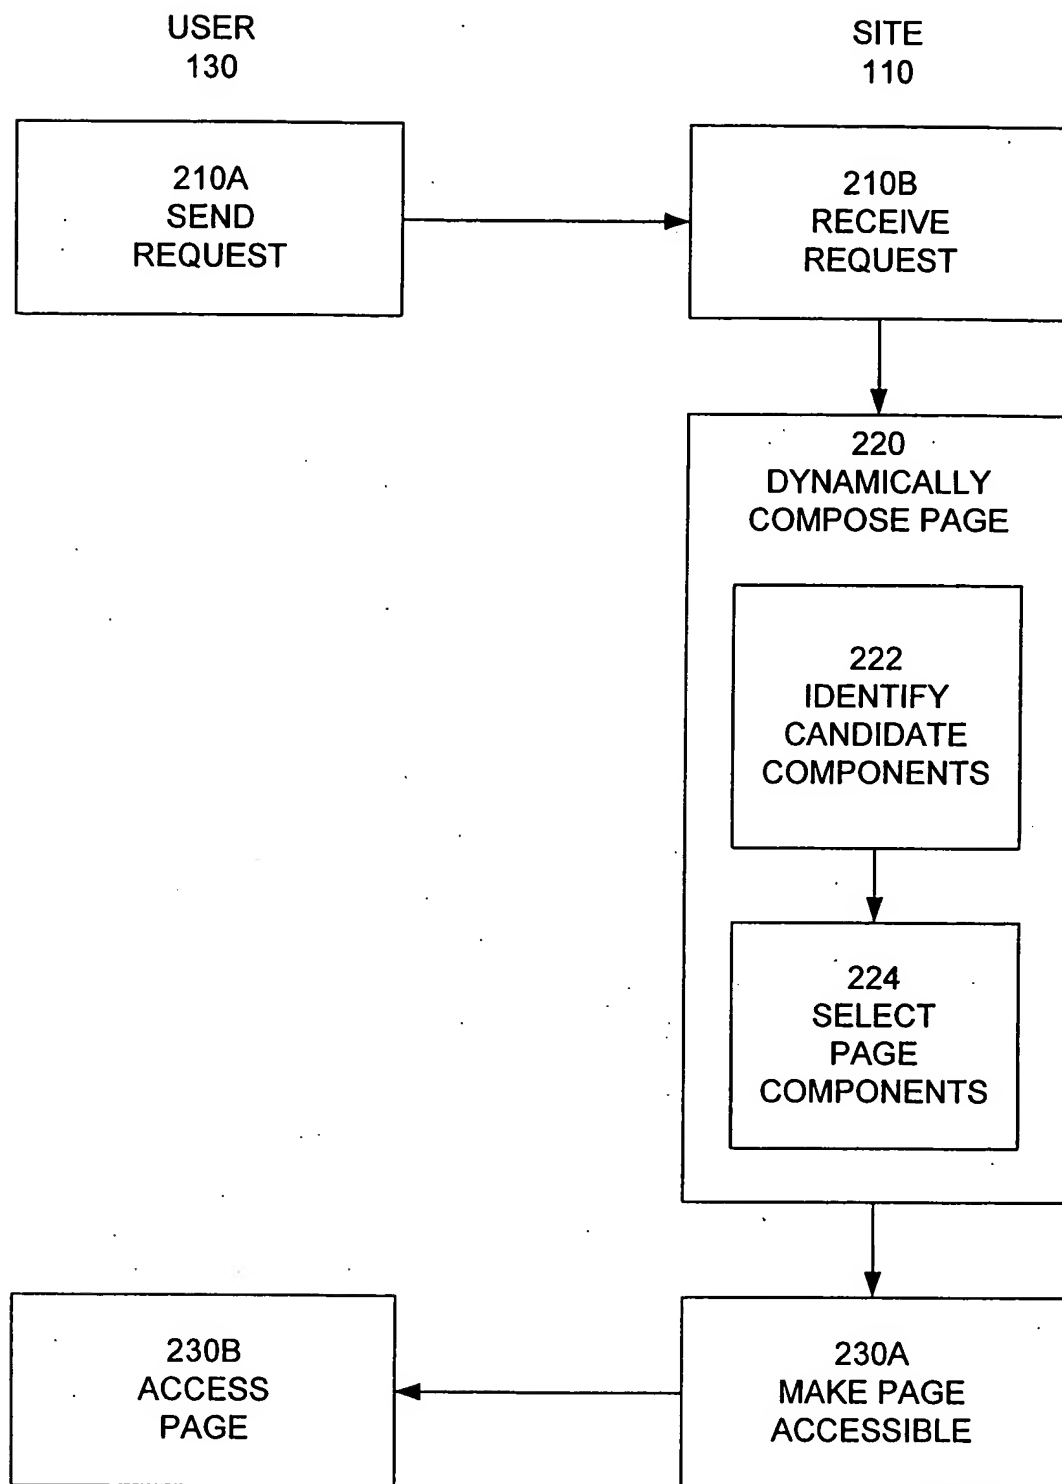 USER
130
SITE
110
210A
SEND
REQUEST
210B
RECEIVE
REQUEST
220
DYNAMICALLY
COMPOSE PAGE
222
IDENTIFY
CANDIDATE
COMPONENTS
224
SELECT
PAGE
COMPONENTS
230B
ACCESS
PAGE
230A
MAKE PAGE
ACCESSIBLE